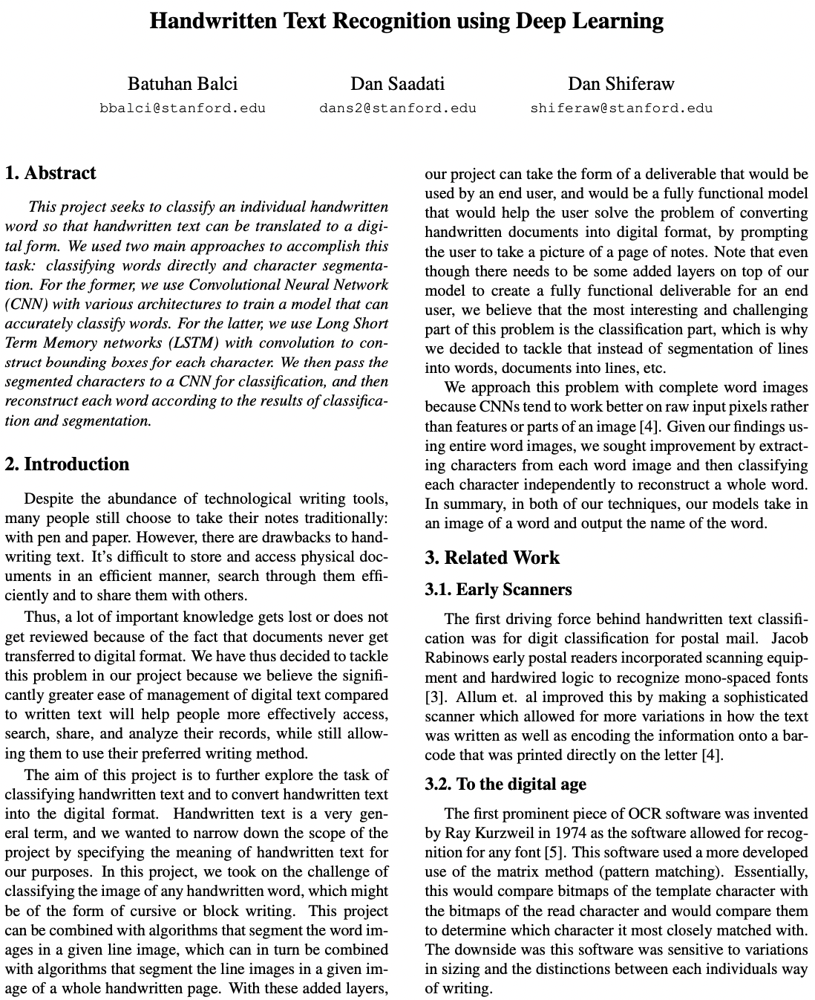 Handwritten Text Recognition using Deep Learning
Batuhan Balci
bbalci@stanford.edu
Dan Saadati
dans2@stanford.edu
Dan Shiferaw
shiferaw@stanford.edu
1. Abstract
This project seeks to classify an individual handwritten
word so that handwritten text can be translated to a digi-
tal form. We used two main approaches to accomplish this
task: classifying words directly and character segmenta-
tion. For the former, we use Convolutional Neural Network
(CNN) with various architectures to train a model that can
accurately classify words. For the latter, we use Long Short
Term Memory networks (LSTM) with convolution to con-
struct bounding boxes for each character. We then pass the
segmented characters to a CNN for classification, and then
reconstruct each word according to the results of classifica-
tion and segmentation.
2. Introduction
Despite the abundance of technological writing tools,
many people still choose to take their notes traditionally:
with pen and paper. However, there are drawbacks to hand-
writing text. It's difficult to store and access physical doc-
uments in an efficient manner, search through them effi-
ciently and to share them with others.
Thus, a lot of important knowledge gets lost or does not
get reviewed because of the fact that documents never get
transferred to digital format. We have thus decided to tackle
this problem in our project because we believe the signifi-
cantly greater ease of management of digital text compared
to written text will help people more effectively access,
search, share, and analyze their records, while still allow-
ing them to use their preferred writing method.
The aim of this project is to further explore the task of
classifying handwritten text and to convert handwritten text
into the digital format. Handwritten text is a very gen-
eral term, and we wanted to narrow down the scope of the
project by specifying the meaning of handwritten text for
our purposes. In this project, we took on the challenge of
classifying the image of any handwritten word, which might
be of the form of cursive or block writing. This project
can be combined with algorithms that segment the word im-
ages in a given line image, which can in turn be combined
with algorithms that segment the line images in a given im-
age of a whole handwritten page. With these added layers,
our project can take the form of a deliverable that would be
used by an end user, and would be a fully functional model
that would help the user solve the problem of converting
handwritten documents into digital format, by prompting
the user to take a picture of a page of notes. Note that even
though there needs to be some added layers on top of our
model to create a fully functional deliverable for an end
user, we believe that the most interesting and challenging
part of this problem is the classification part, which is why
we decided to tackle that instead of segmentation of lines
into words, documents into lines, etc.
We approach this problem with complete word images
because CNNs tend to work better on raw input pixels rather
than features or parts of an image [4]. Given our findings us-
ing entire word images, we sought improvement by extract-
ing characters from each word image and then classifying
each character independently to reconstruct a whole word.
In summary, in both of our techniques, our models take in
an image of a word and output the name of the word.
3. Related Work
3.1. Early Scanners
The first driving force behind handwritten text classifi-
cation was for digit classification for postal mail. Jacob
Rabinows early postal readers incorporated scanning equip-
ment and hardwired logic to recognize mono-spaced fonts
[3]. Allum et. al improved this by making a sophisticated
scanner which allowed for more variations in how the text
was written as well as encoding the information onto a bar-
code that was printed directly on the letter [4].
3.2. To the digital age
The first prominent piece of OCR software was invented
by Ray Kurzweil in 1974 as the software allowed for recog-
nition for any font [5]. This software used a more developed
use of the matrix method (pattern matching). Essentially,
this would compare bitmaps of the template character with
the bitmaps of the read character and would compare them
to determine which character it most closely matched with.
The downside was this software was sensitive to variations
in sizing and the distinctions between each individuals way
of writing.